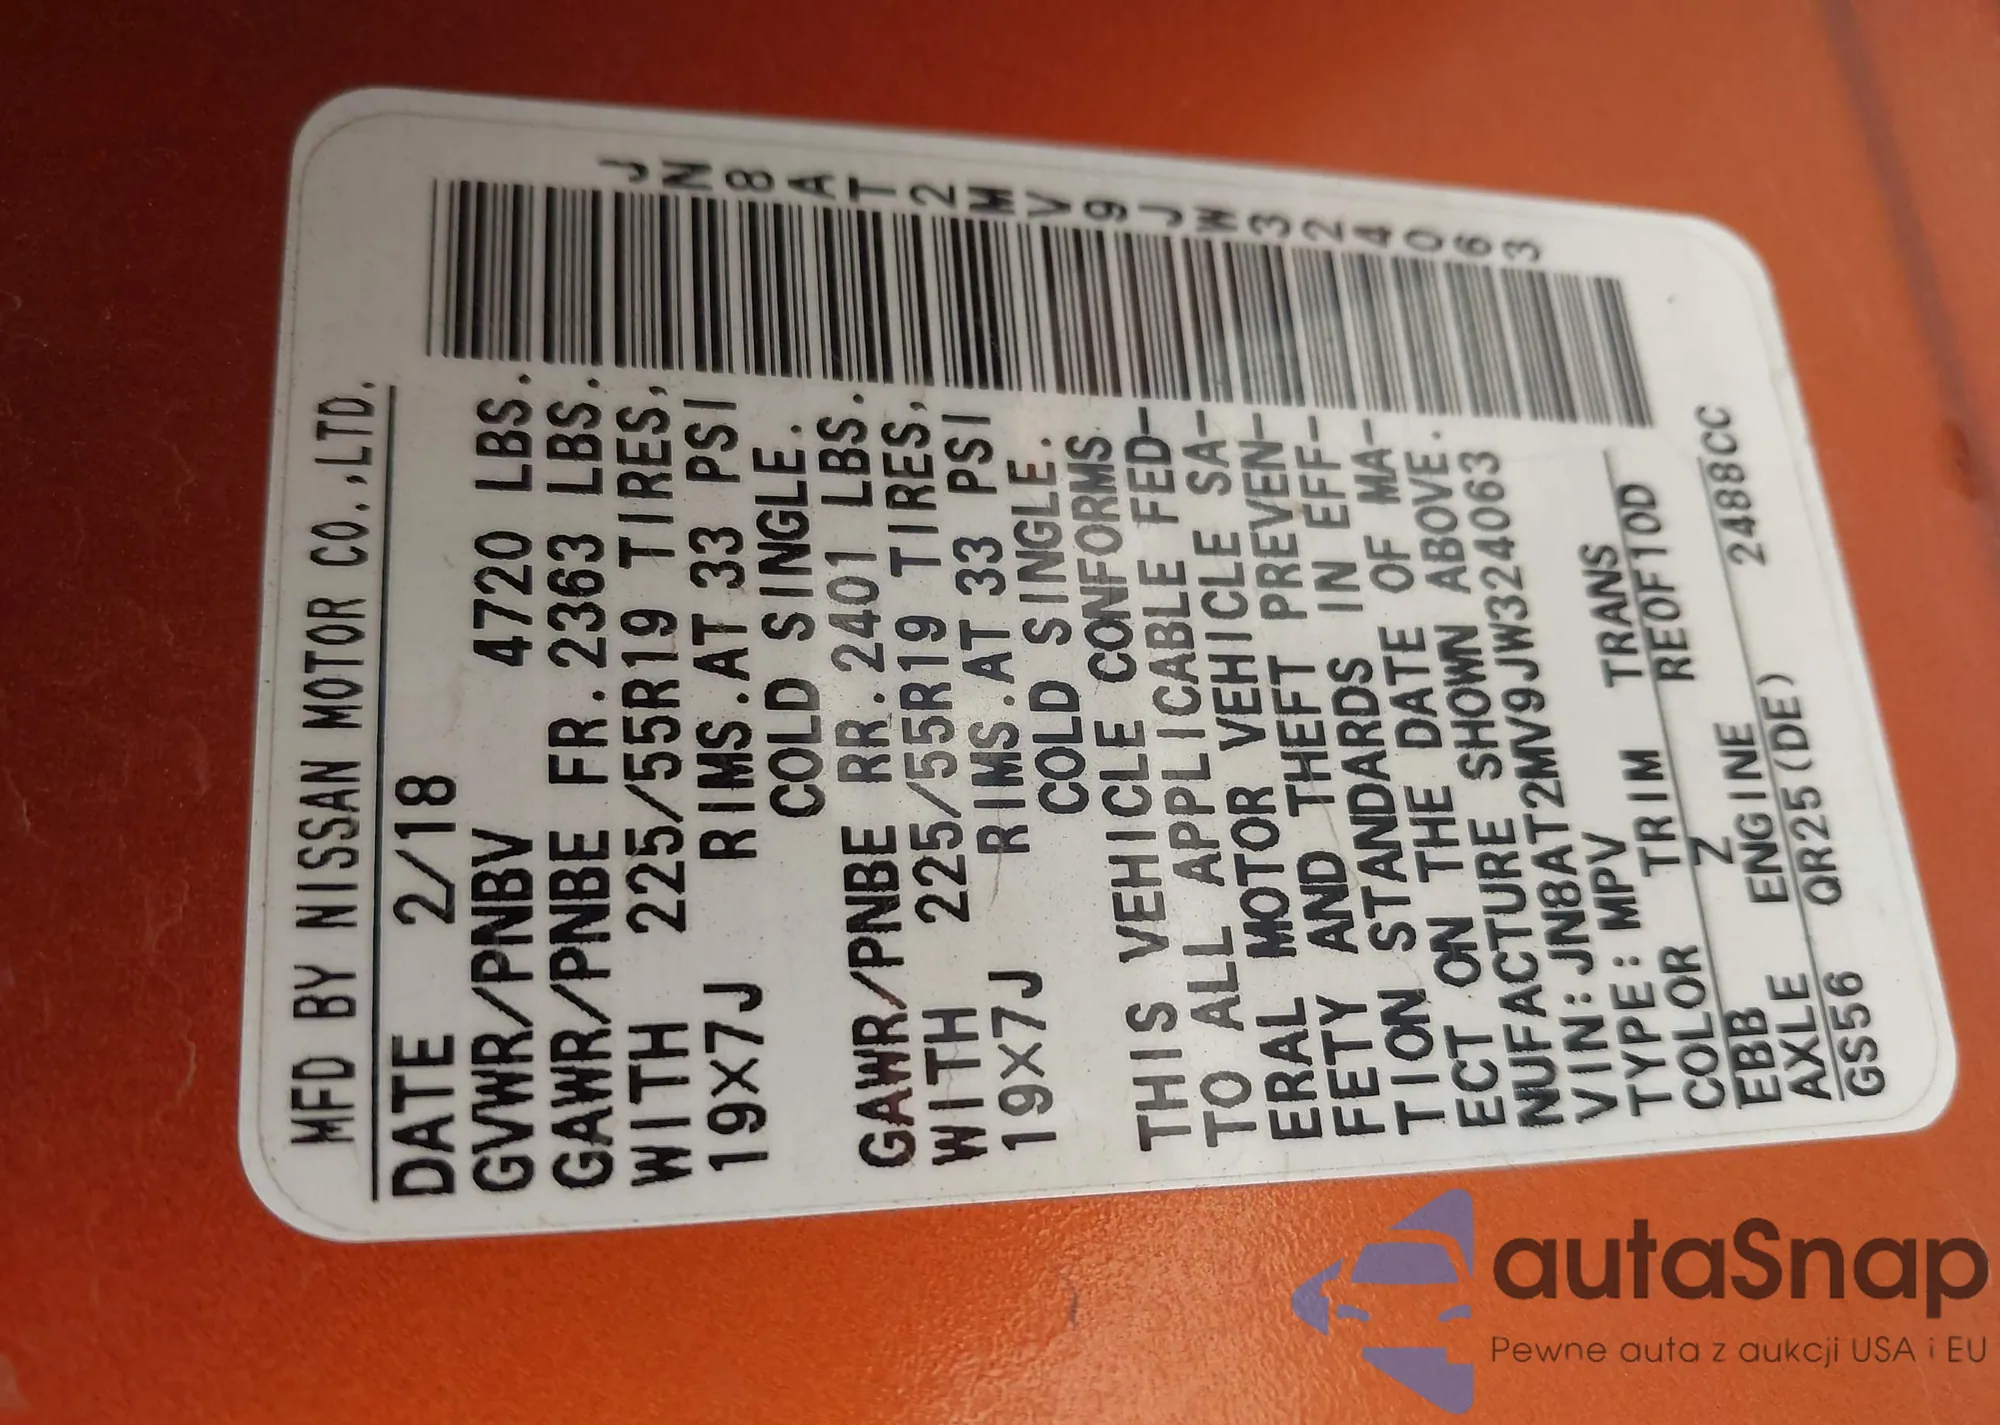 MFD BY NISSAN MOTOR CO.,LTD.
DATE 2/18
GVWR/PNBV 4720 LBS.
GAWR/PNBE FR.2363 LBS.
WITH 225/55R19 TIRES,
19×7J RIMS.AT 33 PSI
COLD SINGLE.
GAWR/PNBE RR.2401 LBS.
WITH 225/55R19 TIRES,
19×7J RIMS.AT 33 PSI
COLD SINGLE.
THIS VEHICLE CONFORMS
TO ALL APPLICABLE FED-
ERAL MOTOR VEHICLE SA-
FETY AND THEFT PREVEN-
TION STANDARDS IN EFF-
ECT ON THE DATE OF MA-
NUFACTURE SHOWN ABOVE.
VIN:JN8AT2MV9JW324063
TYPE:MPV
COLOR TRIM TRANS
EBB Z RE0F10D
AXLE ENGINE 2488CC
GS56 QR25(DE)
JN8AT2MV9JW324063
autaSnap
Pewne auta z aukcji USA i EU